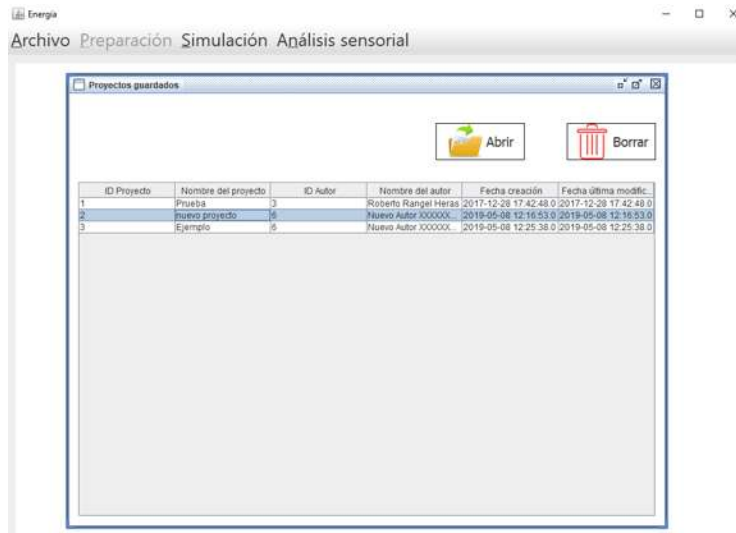 Energía
Archivo Preparación Simulación Análisis sensorial
Proyectos guardados
Abrir Borrar
ID Proyecto Nombre del proyecto ID Autor Nombre del autor Fecha creación Fecha última modific...
1 Prueba 3 Roberto Rangel Heras 2017-12-28 17:42:48.0 2017-12-28 17:42:48.0
2 nuevo proyecto 6 Nuevo Autor XXXXXX... 2019-05-08 12:16:53.0 2019-05-08 12:16:53.0
3 Ejemplo 6 Nuevo Autor XXXXXX... 2019-05-08 12:25:38.0 2019-05-08 12:25:38.0